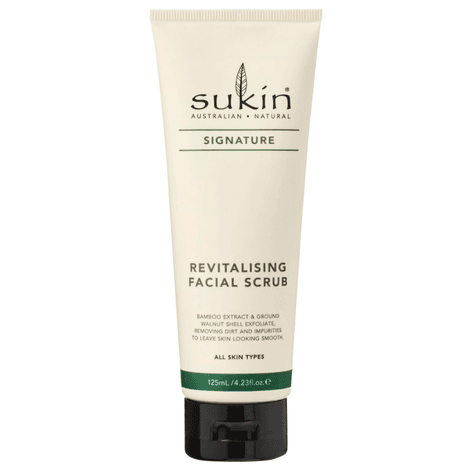 sukin®
AUSTRALIAN • NATURAL
SIGNATURE
REVITALISING
FACIAL SCRUB
BAMBOO EXTRACT & GROUND
WALNUT SHELL EXFOLIATE,
REMOVING DIRT AND IMPURITIES
TO LEAVE SKIN LOOKING SMOOTH.
ALL SKIN TYPES
125mL/4.23fl.oz.℮